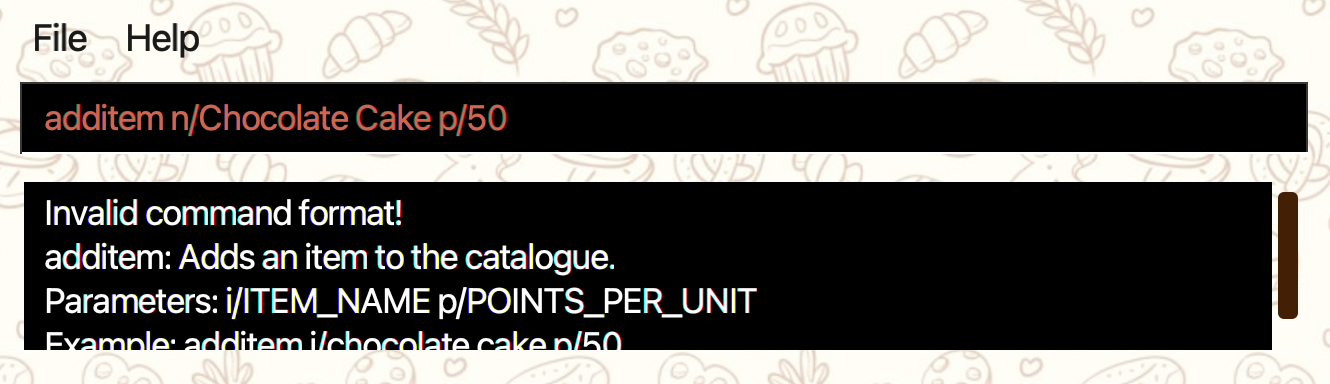 File Help
additem n/Chocolate Cake p/50
Invalid command format!
additem: Adds an item to the catalogue.
Parameters: i/ITEM_NAME p/POINTS_PER_UNIT
Example: additem i/chocolate cake p/50